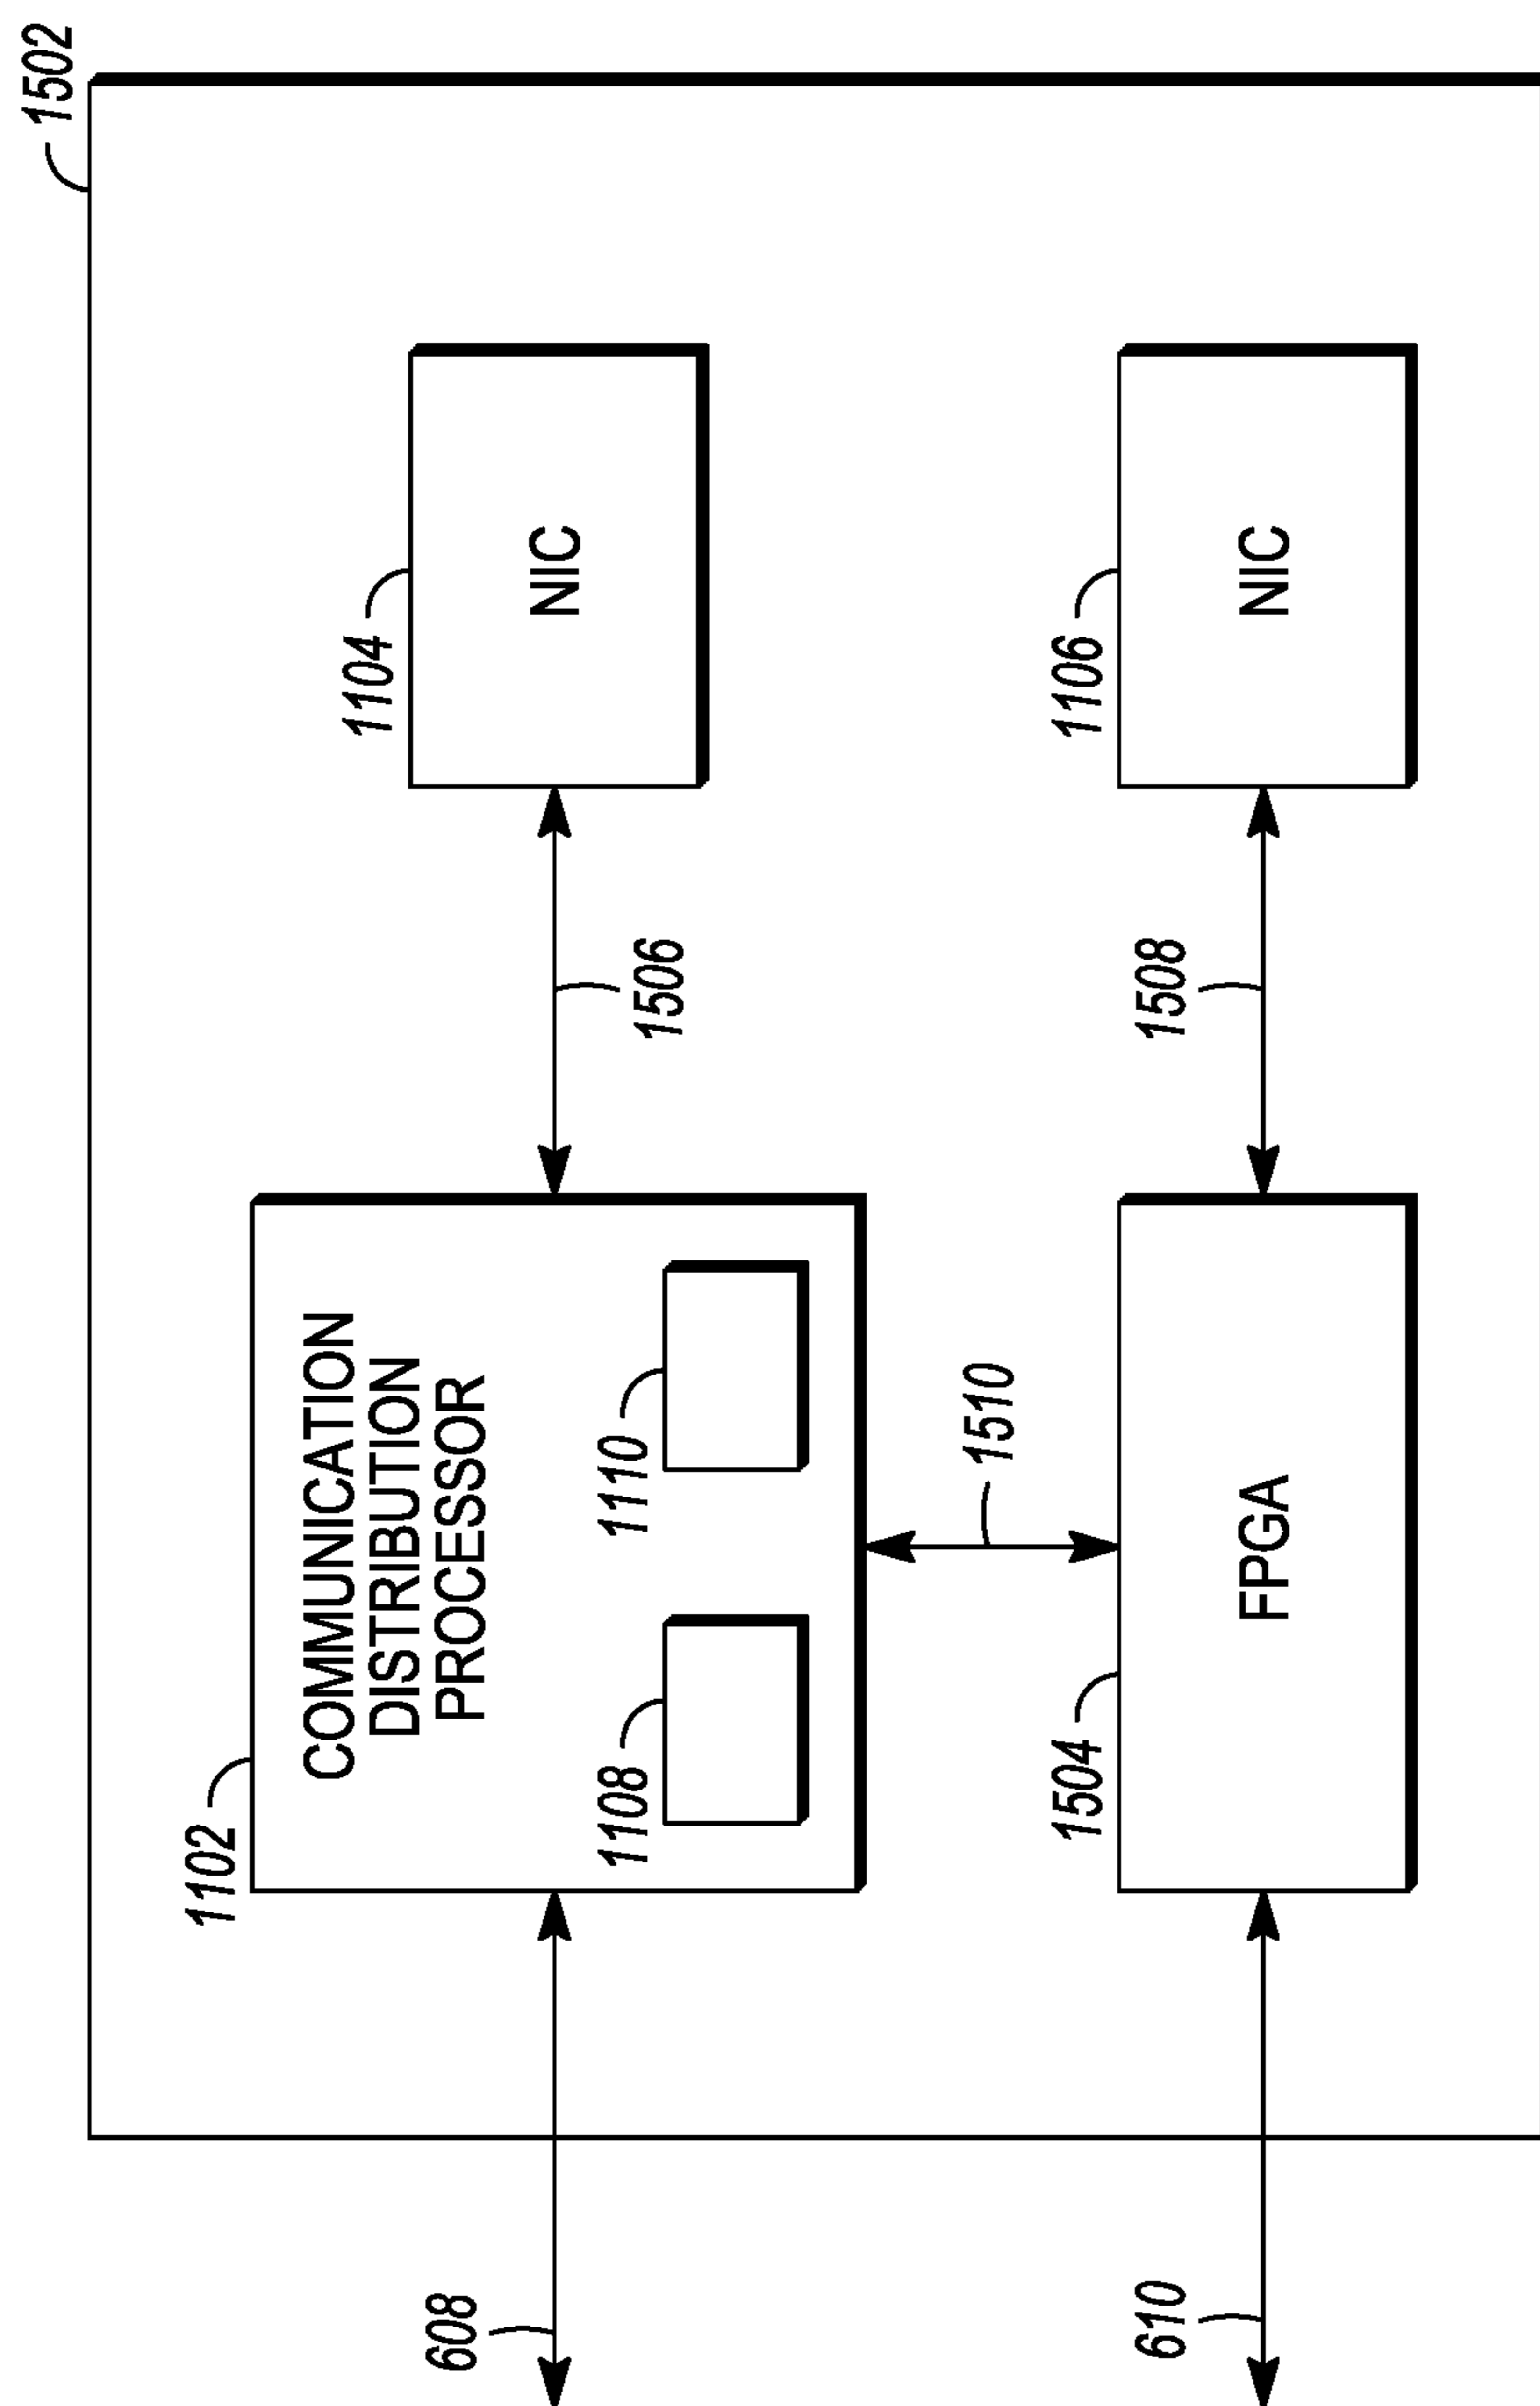 1502
1102
COMMUNICATION
DISTRIBUTION
PROCESSOR
1104
NIC
608
1108
1110
1506
1510
1504
FPGA
1106
NIC
610
1508